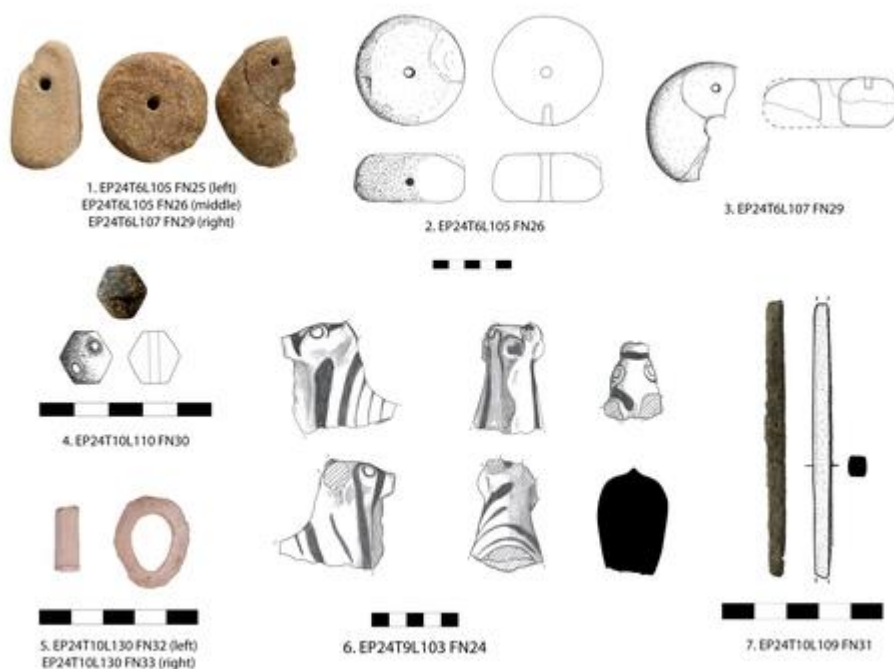 1. EP24T6L105 FN25 (left)
EP24T6L105 FN26 (middle)
EP24T6L107 FN29 (right)
2. EP24T6L105 FN26
3. EP24T6L107 FN29
4. EP24T10L110 FN30
5. EP24T10L130 FN32 (left)
EP24T10L130 FN33 (right)
6. EP24T9L103 FN24
7. EP24T10L109 FN31